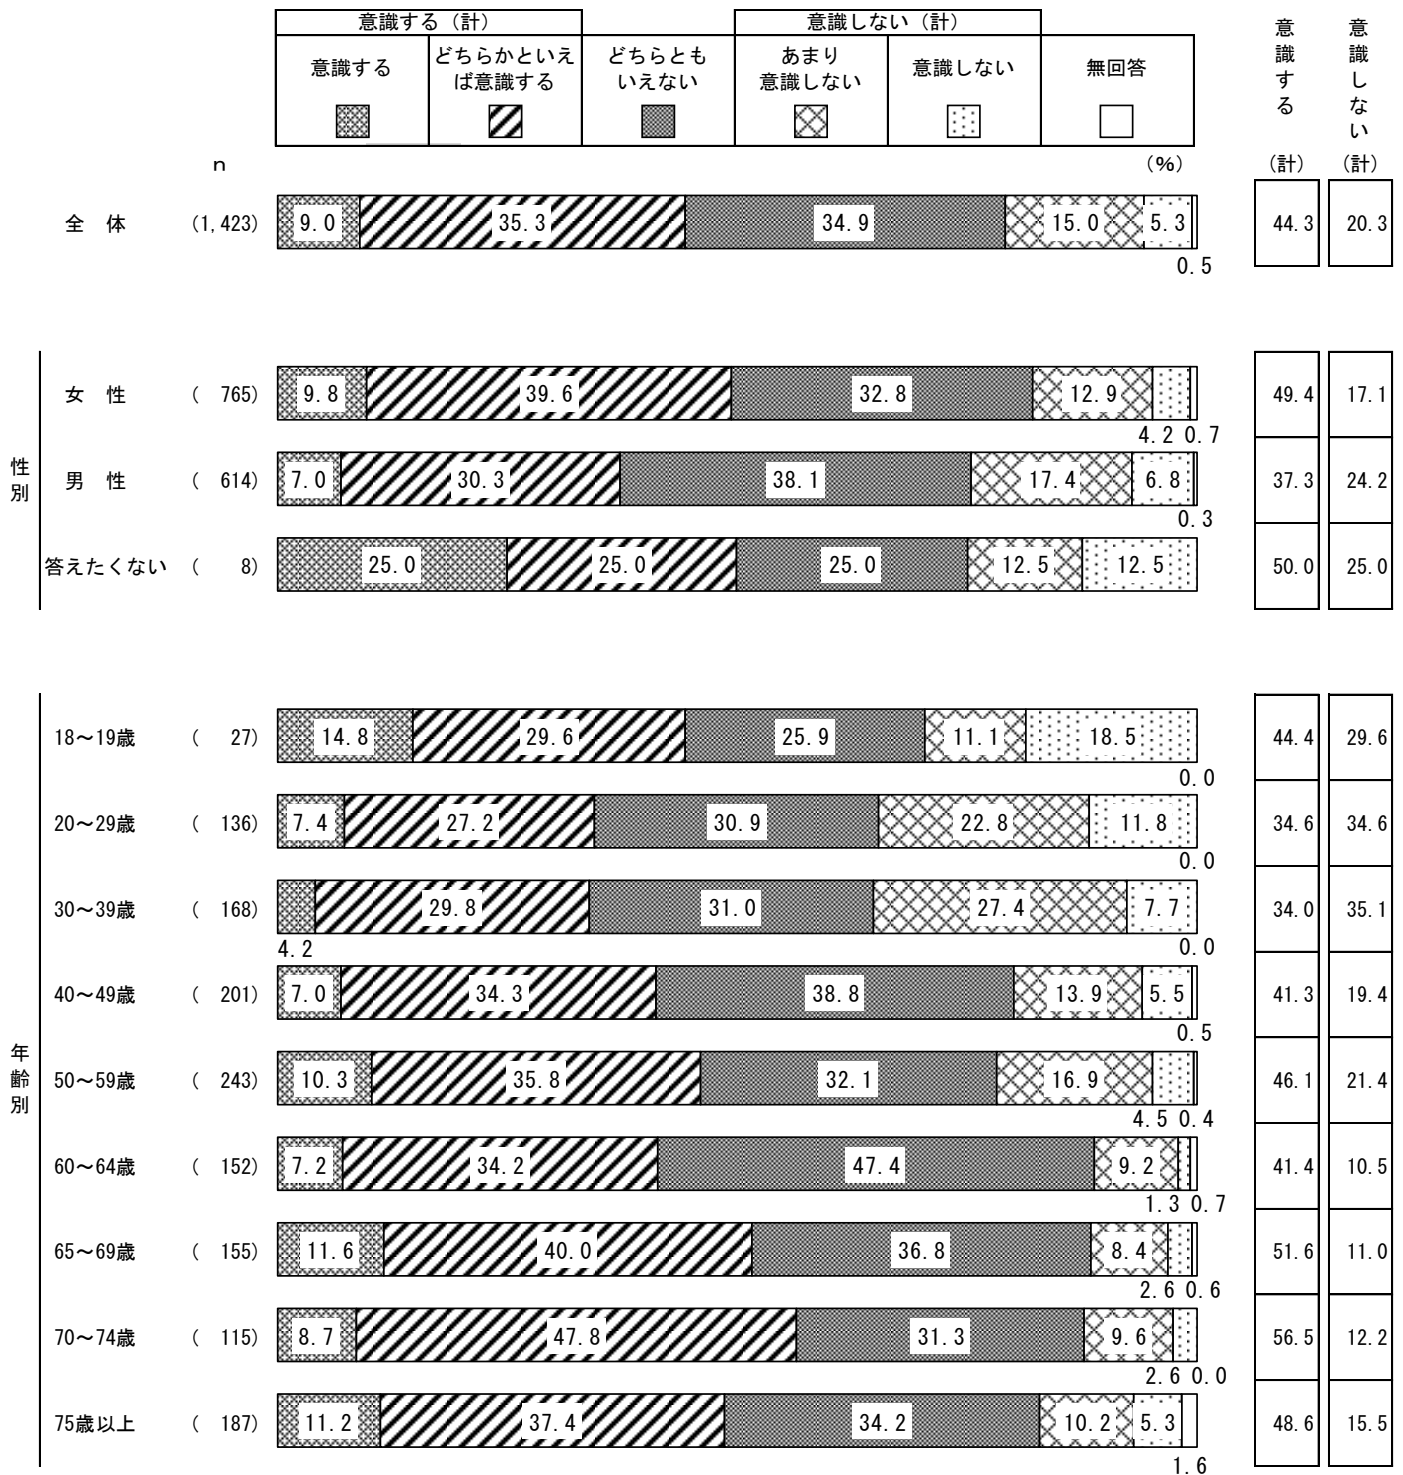 意識する（計）　意識しない（計）
意識する　どちらかといえば意識する　どちらともいえない　あまり意識しない　意識しない　無回答
意識する（計）　意識しない（計）
n　（％）
全　体　（1,423）　9.0　35.3　34.9　15.0　5.3　44.3　20.3
0.5
性別
女　性　（　765）　9.8　39.6　32.8　12.9　49.4　17.1
4.2　0.7
男　性　（　614）　7.0　30.3　38.1　17.4　6.8　37.3　24.2
0.3
答えたくない　（　8）　25.0　25.0　25.0　12.5　12.5　50.0　25.0
年齢別
18～19歳　（　27）　14.8　29.6　25.9　11.1　18.5　44.4　29.6
0.0
20～29歳　（　136）　7.4　27.2　30.9　22.8　11.8　34.6　34.6
0.0
30～39歳　（　168）　29.8　31.0　27.4　7.7　34.0　35.1
4.2　0.0
40～49歳　（　201）　7.0　34.3　38.8　13.9　5.5　41.3　19.4
0.5
50～59歳　（　243）　10.3　35.8　32.1　16.9　46.1　21.4
4.5　0.4
60～64歳　（　152）　7.2　34.2　47.4　9.2　41.4　10.5
1.3　0.7
65～69歳　（　155）　11.6　40.0　36.8　8.4　51.6　11.0
2.6　0.6
70～74歳　（　115）　8.7　47.8　31.3　9.6　56.5　12.2
2.6　0.0
75歳以上　（　187）　11.2　37.4　34.2　10.2　5.3　48.6　15.5
1.6